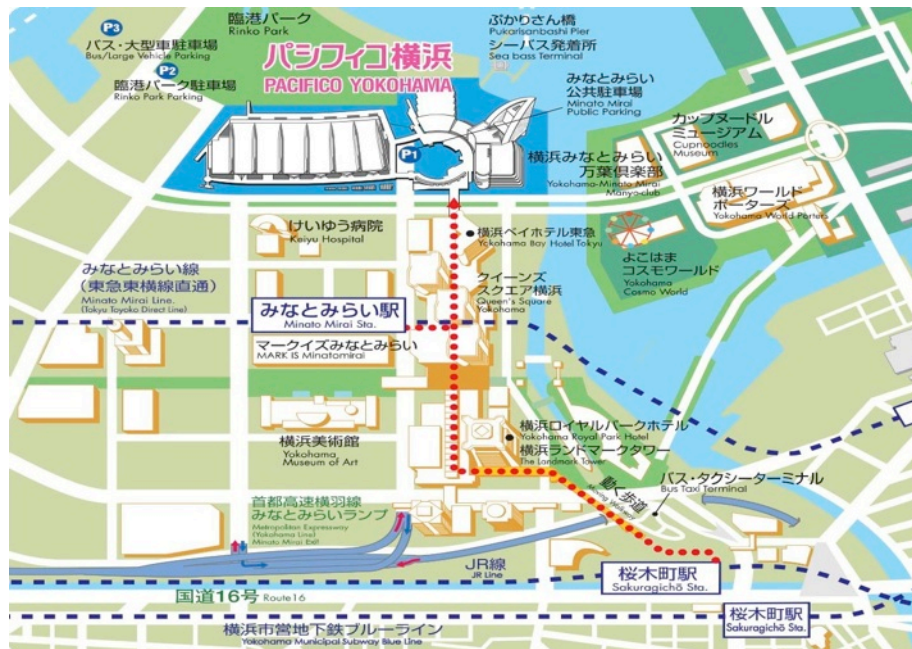 P3
バス・大型車駐車場
Bus/Large Vehicle Parking
P2
臨港パーク駐車場
Rinko Park Parking
臨港パーク
Rinko Park
パシフィコ横浜
PACIFICO YOKOHAMA
P1
ぷかりさん橋
Pukarisanbashi Pier
シーバス発着所
Sea bass Terminal
みなとみらい
公共駐車場
Minato Mirai
Public Parking
カップヌードル
ミュージアム
Cupnoodles
Museum
横浜みなとみらい
万葉倶楽部
Yokohama-Minato Mirai
Manyo-club
横浜ワールド
ポーターズ
Yokohama World Porters
けいゆう病院
Keiyu Hospital
横浜ベイホテル東急
Yokohama Bay Hotel Tokyu
よこはま
コスモワールド
Yokohama
Cosmo World
みなとみらい線
(東急東横線直通)
Minato Mirai Line.
(Tokyu Toyoko Direct Line)
クイーンズ
スクエア横浜
Queen's Square
Yokohama
みなとみらい駅
Minato Mirai Sta.
マークイズみなとみらい
MARK IS Minatomirai
横浜美術館
Yokohama
Museum of Art
横浜ロイヤルパークホテル
Yokohama Royal Park Hotel
横浜ランドマークタワー
The Landmark Tower
動く歩道
Moving Walkway
バス・タクシーターミナル
Bus Taxi Terminal
首都高速横羽線
みなとみらいランプ
Metropolitan Expressway
(Yokohama Line)
Minato Mirai Exit
JR線
JR Line
桜木町駅
Sakuragichō Sta.
国道16号 Route16
桜木町駅
Sakuragichō Sta.
横浜市営地下鉄ブルーライン
Yokohama Municipal Subway Blue Line